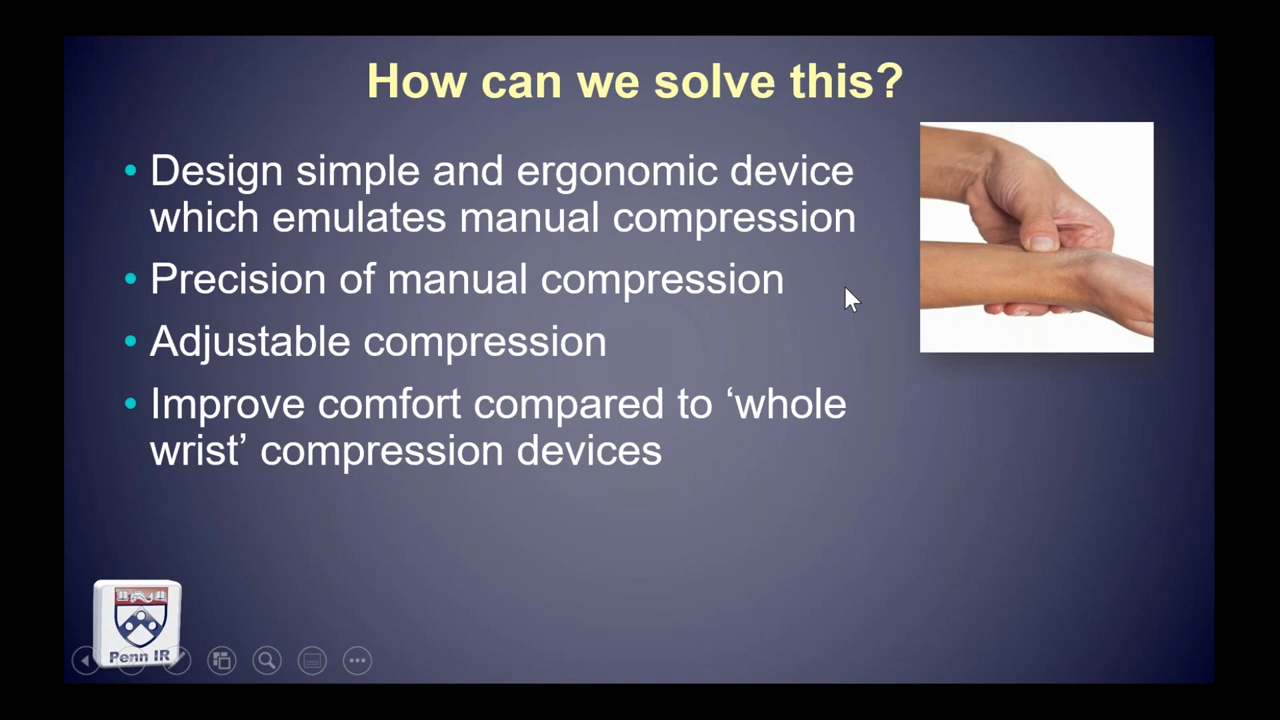 How can we solve this?
• Design simple and ergonomic device
which emulates manual compression
• Precision of manual compression
• Adjustable compression
• Improve comfort compared to ‘whole
wrist’ compression devices
Penn IR